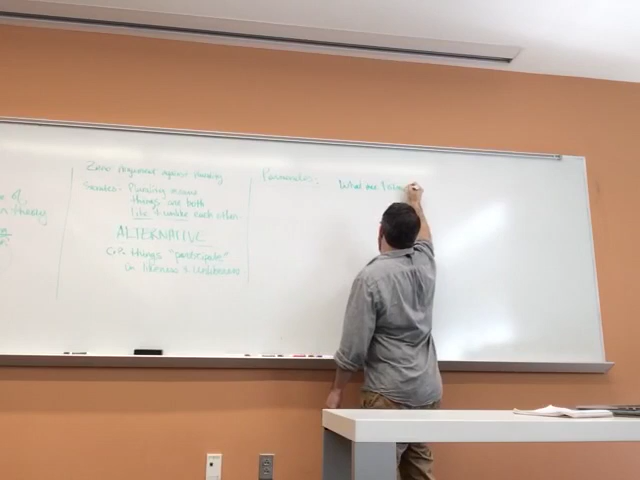 theory
Zeno argument against plurality
Socrates: Plurality means
things are both
like & unlike each other
ALTERNATIVE
things "participate"
in likeness & unlikeness
Parmenides:
What are